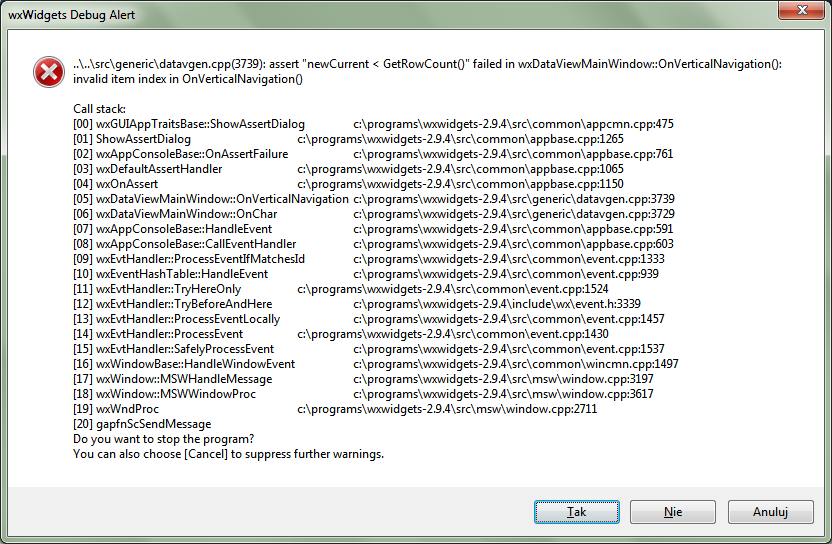 wxWidgets Debug Alert
..\..\src\generic\datavgen.cpp(3739): assert "newCurrent < GetRowCount()" failed in wxDataViewMainWindow::OnVerticalNavigation():
invalid item index in OnVerticalNavigation()
Call stack:
[00] wxGUIAppTraitsBase::ShowAssertDialog c:\programs\wxwidgets-2.9.4\src\common\appcmn.cpp:475
[01] ShowAssertDialog c:\programs\wxwidgets-2.9.4\src\common\appbase.cpp:1265
[02] wxAppConsoleBase::OnAssertFailure c:\programs\wxwidgets-2.9.4\src\common\appbase.cpp:761
[03] wxDefaultAssertHandler c:\programs\wxwidgets-2.9.4\src\common\appbase.cpp:1065
[04] wxOnAssert c:\programs\wxwidgets-2.9.4\src\common\appbase.cpp:1150
[05] wxDataViewMainWindow::OnVerticalNavigation c:\programs\wxwidgets-2.9.4\src\generic\datavgen.cpp:3739
[06] wxDataViewMainWindow::OnChar c:\programs\wxwidgets-2.9.4\src\generic\datavgen.cpp:3729
[07] wxAppConsoleBase::HandleEvent c:\programs\wxwidgets-2.9.4\src\common\appbase.cpp:591
[08] wxAppConsoleBase::CallEventHandler c:\programs\wxwidgets-2.9.4\src\common\appbase.cpp:603
[09] wxEvtHandler::ProcessEventIfMatchesId c:\programs\wxwidgets-2.9.4\src\common\event.cpp:1333
[10] wxEventHashTable::HandleEvent c:\programs\wxwidgets-2.9.4\src\common\event.cpp:939
[11] wxEvtHandler::TryHereOnly c:\programs\wxwidgets-2.9.4\src\common\event.cpp:1524
[12] wxEvtHandler::TryBeforeAndHere c:\programs\wxwidgets-2.9.4\include\wx\event.h:3339
[13] wxEvtHandler::ProcessEventLocally c:\programs\wxwidgets-2.9.4\src\common\event.cpp:1457
[14] wxEvtHandler::ProcessEvent c:\programs\wxwidgets-2.9.4\src\common\event.cpp:1430
[15] wxEvtHandler::SafelyProcessEvent c:\programs\wxwidgets-2.9.4\src\common\event.cpp:1537
[16] wxWindowBase::HandleWindowEvent c:\programs\wxwidgets-2.9.4\src\common\wincmn.cpp:1497
[17] wxWindow::MSWHandleMessage c:\programs\wxwidgets-2.9.4\src\msw\window.cpp:3197
[18] wxWindow::MSWWindowProc c:\programs\wxwidgets-2.9.4\src\msw\window.cpp:3617
[19] wxWndProc c:\programs\wxwidgets-2.9.4\src\msw\window.cpp:2711
[20] gapfnScSendMessage
Do you want to stop the program?
You can also choose [Cancel] to suppress further warnings.
Tak Nie Anuluj